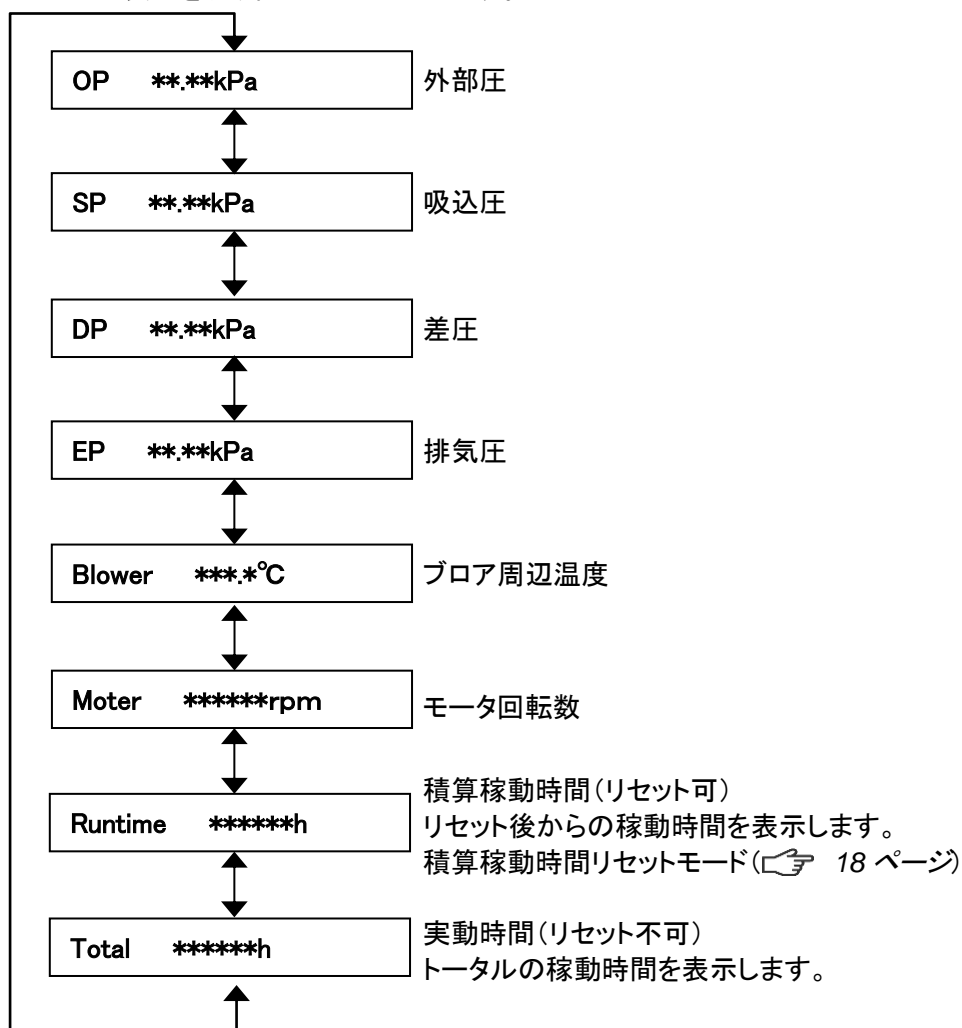 OP **.**kPa 外部圧
SP **.**kPa 吸込圧
DP **.**kPa 差圧
EP **.**kPa 排気圧
Blower ***.*℃ ブロア周辺温度
Moter ******rpm モータ回転数
Runtime ******h
積算稼動時間（リセット可）
リセット後からの稼動時間を表示します。
積算稼動時間リセットモード（☞ 18 ページ）
Total ******h
実動時間（リセット不可）
トータルの稼動時間を表示します。